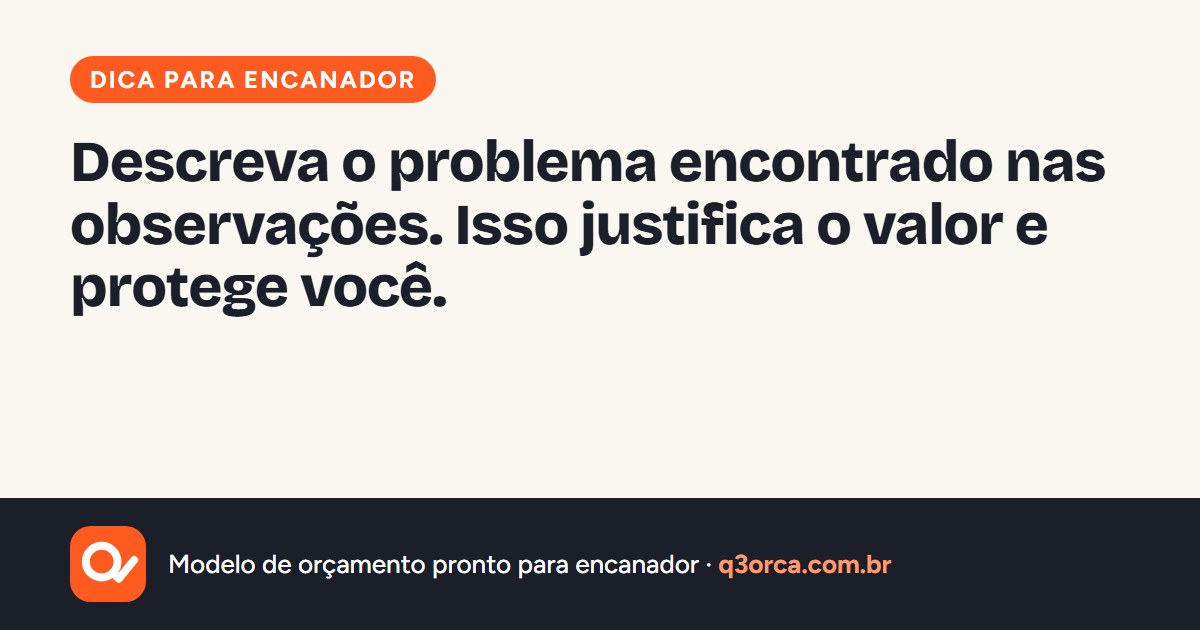 DICA PARA ENCANADOR
Descreva o problema encontrado nas
observações. Isso justifica o valor e
protege você.
Modelo de orçamento pronto para encanador · q3orca.com.br